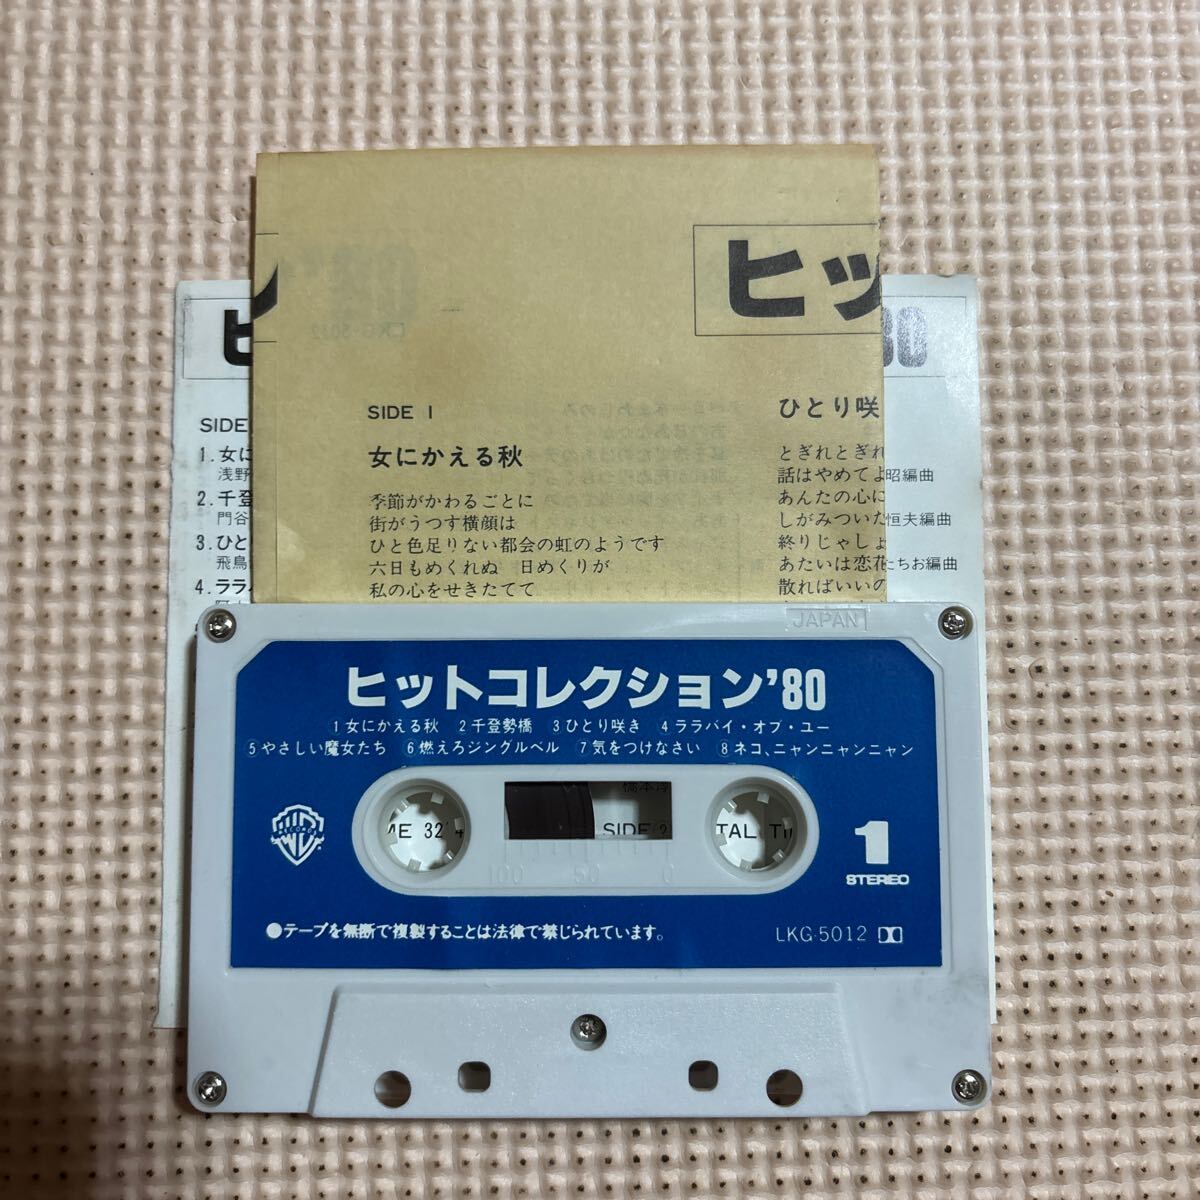 ヒッ
80
SIDE 1
女にかえる秋
季節がかわるごとに
街がうつす横顔は
ひと色足りない都会の虹のようです
六日もめくれぬ 日めくりが
私の心をせきたてて
ひとり咲
とぎれとぎれ
話はやめてよ
あんたの心に
しがみついた
終りじゃしょ
あたいは恋花
散ればいいの
昭編曲
恒夫編曲
たちお編曲
SIDE
1.女に
浅野
2.千登
門谷
3.ひと
飛鳥
4.ララ
JAPAN
ヒットコレクション'80
1 女にかえる秋 2 千登勢橋 3 ひとり咲き 4 ララバイ・オブ・ユー
5 やさしい魔女たち 6 燃えろジングルベル 7 気をつけなさい 8 ネコ、ニャンニャンニャン
ME 32
SIDE 2
TAL TI
100 50 0
1
STEREO
●テープを無断で複製することは法律で禁じられています。
LKG-5012